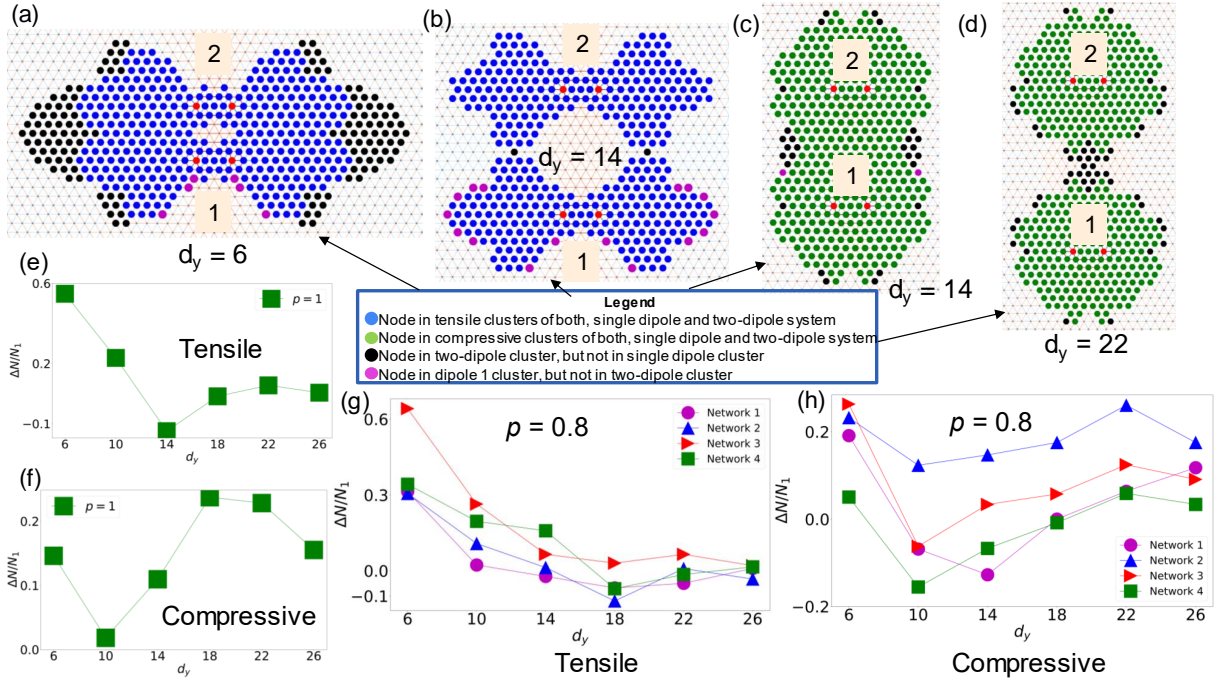 (a)
2
1
d_y = 6
(b)
2
d_y = 14
1
(c)
2
1
d_y = 14
(d)
2
1
d_y = 22
Legend
Node in tensile clusters of both, single dipole and two-dipole system
Node in compressive clusters of both, single dipole and two-dipole system
Node in two-dipole cluster, but not in single dipole cluster
Node in dipole 1 cluster, but not in two-dipole cluster
(e)
0.6
0.2
−0.1
ΔN/N₁
p = 1
Tensile
6 10 14 18 22 26
d_y
(f)
0.2
0.1
0.0
ΔN/N₁
p = 1
Compressive
6 10 14 18 22 26
d_y
(g)
0.6
0.3
0.0
−0.1
ΔN/N₁
p = 0.8
Network 1
Network 2
Network 3
Network 4
6 10 14 18 22 26
d_y
Tensile
(h)
0.2
0.0
−0.2
ΔN/N₁
p = 0.8
Network 1
Network 2
Network 3
Network 4
6 10 14 18 22 26
d_y
Compressive